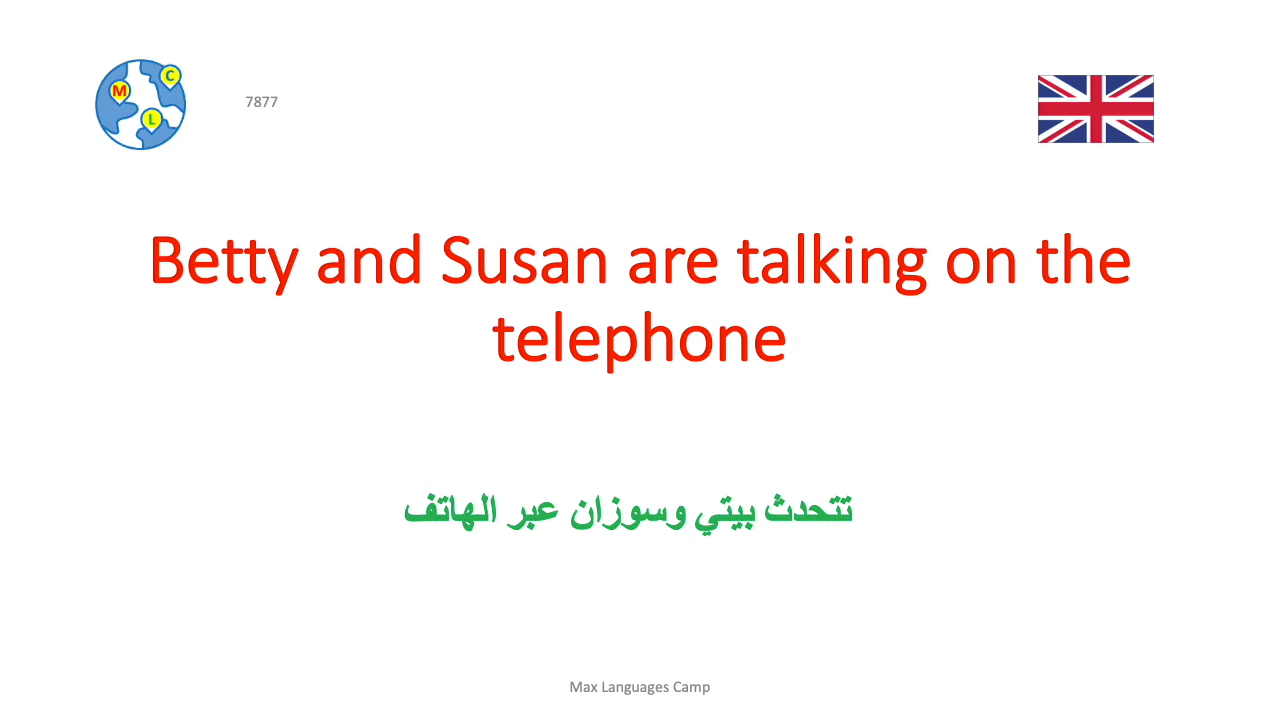 C
M
L
7877
Betty and Susan are talking on the
telephone
تتحدث بيتي وسوزان عبر الهاتف
Max Languages Camp